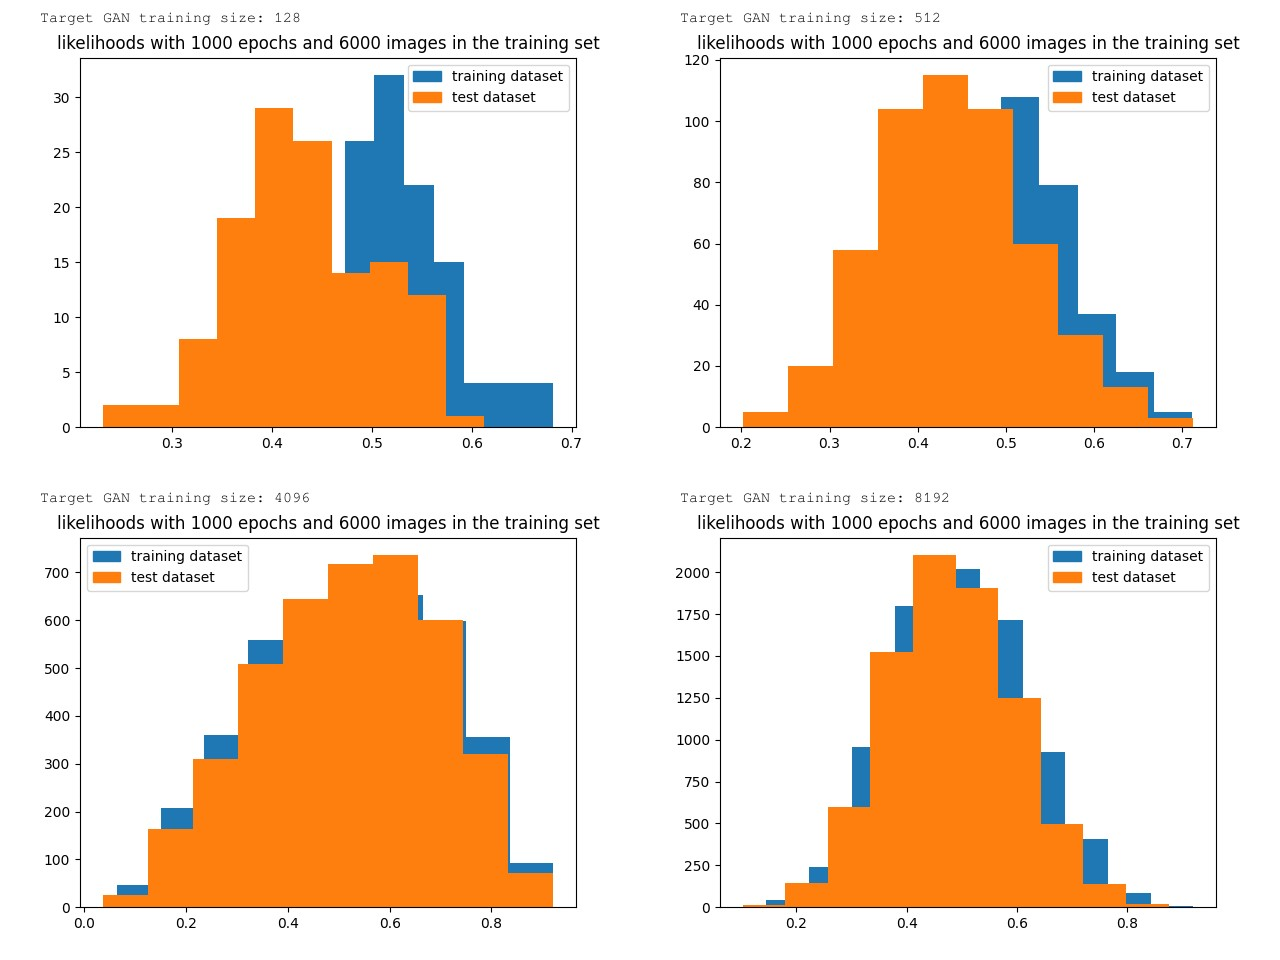 Target GAN training size: 128
likelihoods with 1000 epochs and 6000 images in the training set
training dataset
test dataset
30
25
20
15
10
5
0
0.3 0.4 0.5 0.6 0.7
Target GAN training size: 512
likelihoods with 1000 epochs and 6000 images in the training set
training dataset
test dataset
120
100
80
60
40
20
0
0.2 0.3 0.4 0.5 0.6 0.7
Target GAN training size: 4096
likelihoods with 1000 epochs and 6000 images in the training set
training dataset
test dataset
700
600
500
400
300
200
100
0
0.0 0.2 0.4 0.6 0.8
Target GAN training size: 8192
likelihoods with 1000 epochs and 6000 images in the training set
training dataset
test dataset
2000
1750
1500
1250
1000
750
500
250
0
0.2 0.4 0.6 0.8